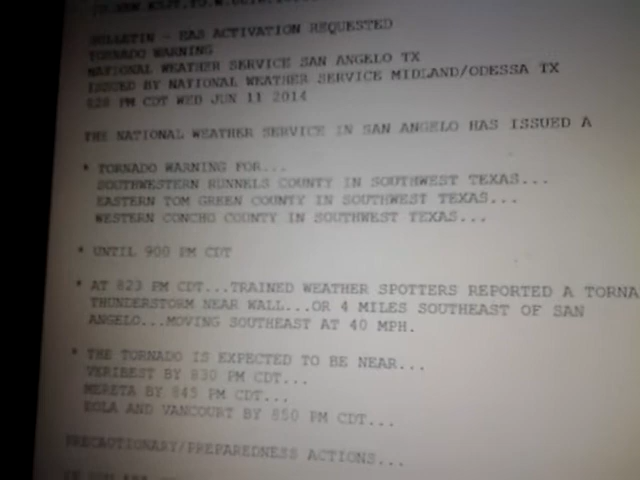 BULLETIN - EAS ACTIVATION REQUESTED
TORNADO WARNING
NATIONAL WEATHER SERVICE SAN ANGELO TX
ISSUED BY NATIONAL WEATHER SERVICE MIDLAND/ODESSA TX
828 PM CDT WED JUN 11 2014
THE NATIONAL WEATHER SERVICE IN SAN ANGELO HAS ISSUED A
* TORNADO WARNING FOR...
SOUTHWESTERN RUNNELS COUNTY IN SOUTHWEST TEXAS...
EASTERN TOM GREEN COUNTY IN SOUTHWEST TEXAS...
WESTERN CONCHO COUNTY IN SOUTHWEST TEXAS...
* UNTIL 900 PM CDT
* AT 823 PM CDT...TRAINED WEATHER SPOTTERS REPORTED A TORNA
THUNDERSTORM NEAR WALL...OR 4 MILES SOUTHEAST OF SAN
ANGELO...MOVING SOUTHEAST AT 40 MPH.
* THE TORNADO IS EXPECTED TO BE NEAR...
VERIBEST BY 830 PM CDT...
MERETA BY 845 PM CDT...
EOLA AND VANCOURT BY 850 PM CDT...
PRECAUTIONARY/PREPAREDNESS ACTIONS...